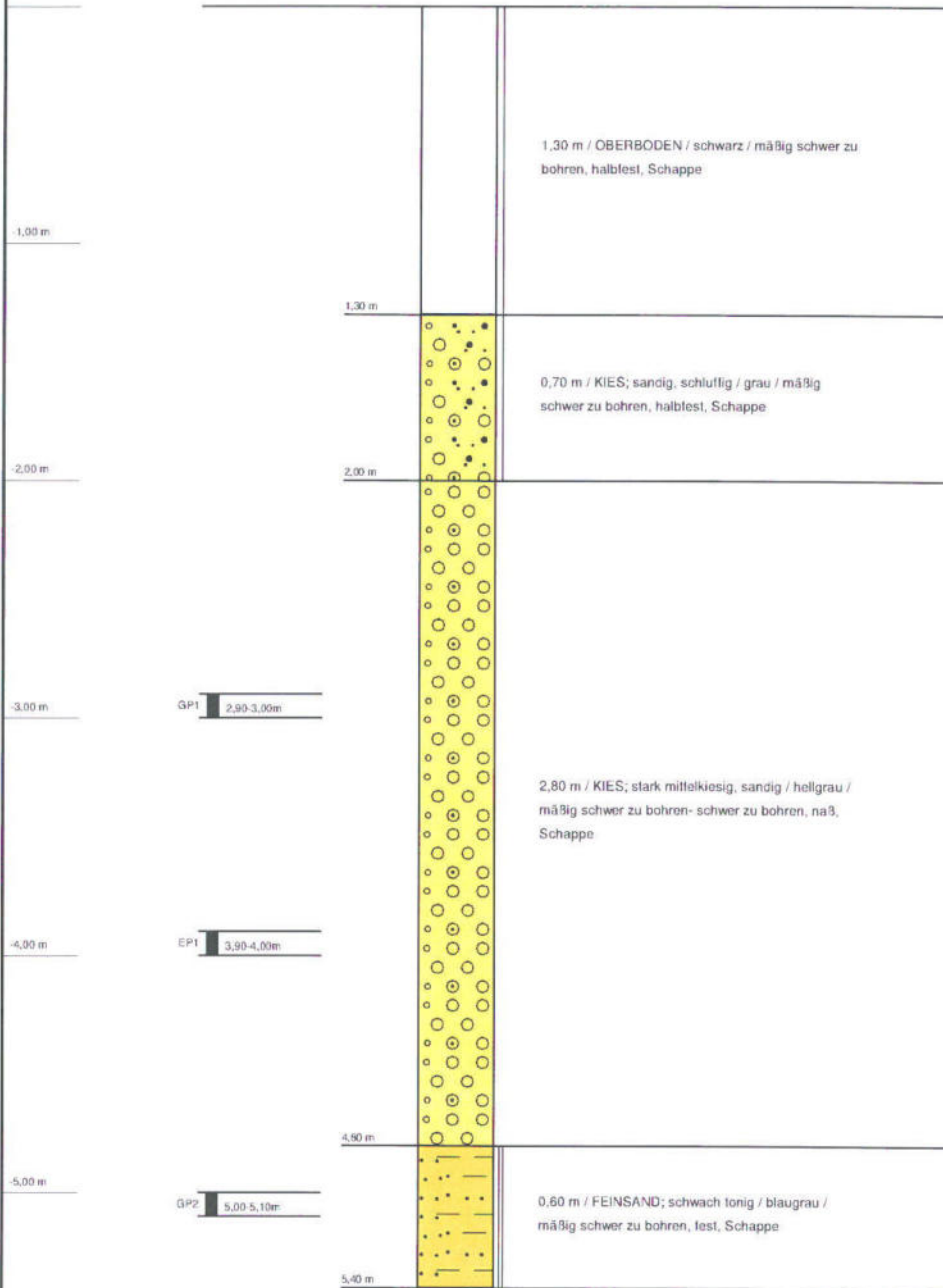 1,30 m / OBERBODEN / schwarz / mäßig schwer zu
bohren, halbfest, Schappe
-1,00 m
1,30 m
0,70 m / KIES; sandig, schluffig / grau / mäßig
schwer zu bohren, halbfest, Schappe
-2,00 m
2,00 m
GP1
2,90-3,00m
-3,00 m
2,80 m / KIES; stark mittelkiesig, sandig / hellgrau /
mäßig schwer zu bohren- schwer zu bohren, naß,
Schappe
EP1
3,90-4,00m
-4,00 m
4,80 m
-5,00 m
GP2
5,00-5,10m
0,60 m / FEINSAND; schwach tonig / blaugrau /
mäßig schwer zu bohren, fest, Schappe
5,40 m